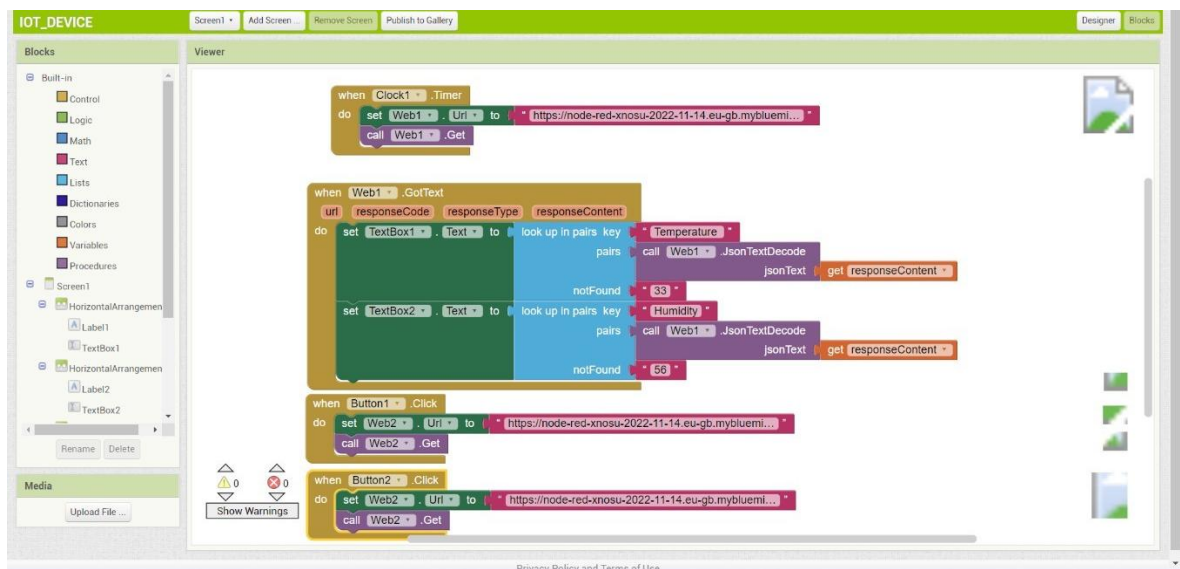 IOT_DEVICE
Screen1
Add Screen ...
Remove Screen
Publish to Gallery
Designer
Blocks
Blocks
Viewer
Built-in
Control
Logic
Math
Text
Lists
Dictionaries
Colors
Variables
Procedures
Screen1
HorizontalArrangemen
Label1
TextBox1
HorizontalArrangemen
Label2
TextBox2
Rename
Delete
Media
Upload File ...
when Clock1 .Timer
do set Web1 . Url to " https://node-red-xnosu-2022-11-14.eu-gb.mybluemi... "
call Web1 .Get
when Web1 .GotText
url responseCode responseType responseContent
do set TextBox1 . Text to look up in pairs key " Temperature "
pairs call Web1 .JsonTextDecode
jsonText get responseContent
notFound " 33 "
set TextBox2 . Text to look up in pairs key " Humidity "
pairs call Web1 .JsonTextDecode
jsonText get responseContent
notFound " 56 "
when Button1 .Click
do set Web2 . Url to " https://node-red-xnosu-2022-11-14.eu-gb.mybluemi... "
call Web2 .Get
when Button2 .Click
do set Web2 . Url to " https://node-red-xnosu-2022-11-14.eu-gb.mybluemi... "
call Web2 .Get
0 0
Show Warnings
Privacy Policy and Terms of Use